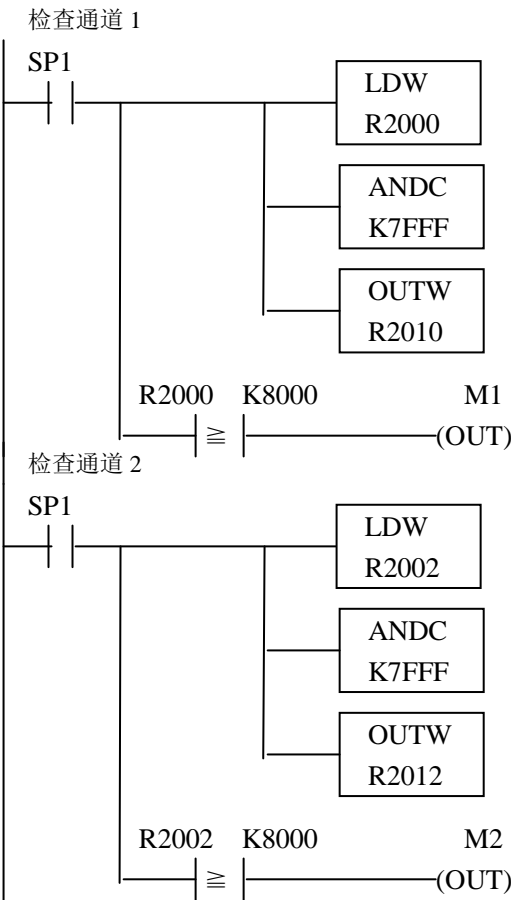 检查通道 1
SP1
LDW
R2000
ANDC
K7FFF
OUTW
R2010
R2000 K8000 M1
≧ (OUT)
检查通道 2
SP1
LDW
R2002
ANDC
K7FFF
OUTW
R2012
R2002 K8000 M2
≧ (OUT)